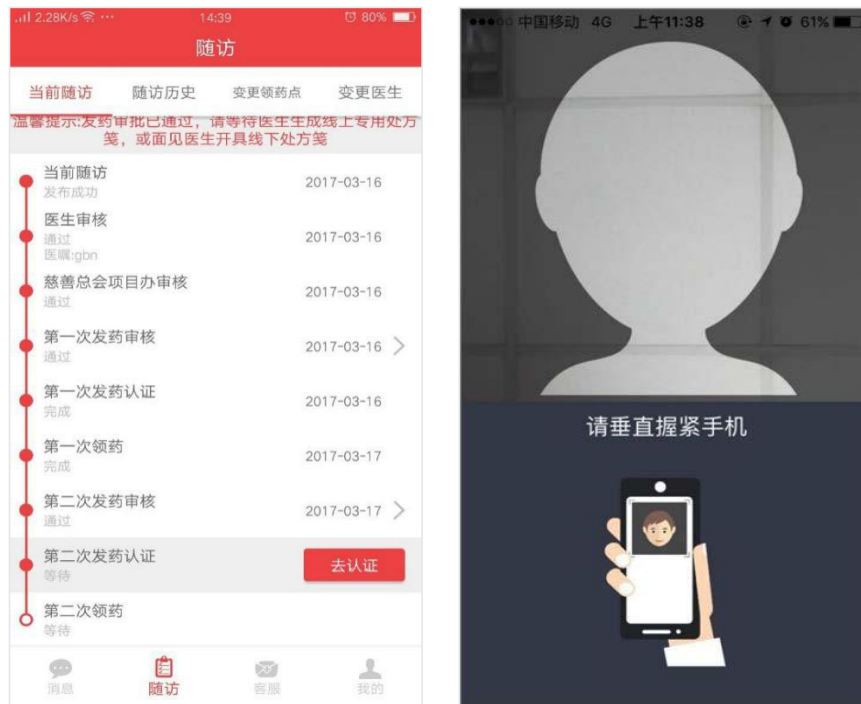 2.28K/s ··· 14:39 80%
随访
当前随访 随访历史 变更领药点 变更医生
温馨提示:发药审批已通过，请等待医生生成线上专用处方
笺，或面见医生开具线下处方笺
当前随访
发布成功
2017-03-16
医生审核
通过
医嘱:gbn
2017-03-16
慈善总会项目办审核
通过
2017-03-16
第一次发药审核
通过
2017-03-16
第一次发药认证
完成
2017-03-16
第一次领药
完成
2017-03-17
第二次发药审核
通过
2017-03-17
第二次发药认证
等待
去认证
第二次领药
等待
消息 随访 客服 我的
中国移动 4G 上午11:38 61%
请垂直握紧手机